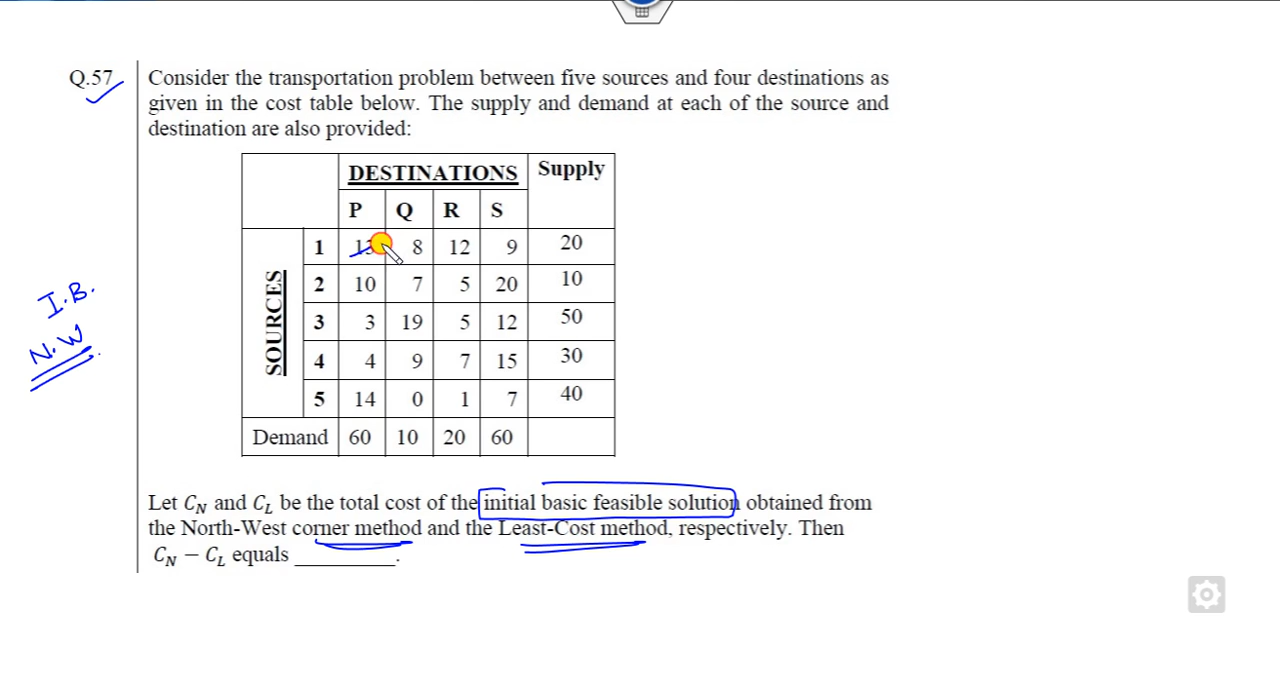 Q.57
Consider the transportation problem between five sources and four destinations as
given in the cost table below. The supply and demand at each of the source and
destination are also provided:
DESTINATIONS Supply
P Q R S
SOURCES
1 8 12 9 20
2 10 7 5 20 10
3 3 19 5 12 50
4 4 9 7 15 30
5 14 0 1 7 40
Demand 60 10 20 60
I.B.
N.W
Let C_N and C_L be the total cost of the initial basic feasible solution obtained from
the North-West corner method and the Least-Cost method, respectively. Then
C_N − C_L equals __________.